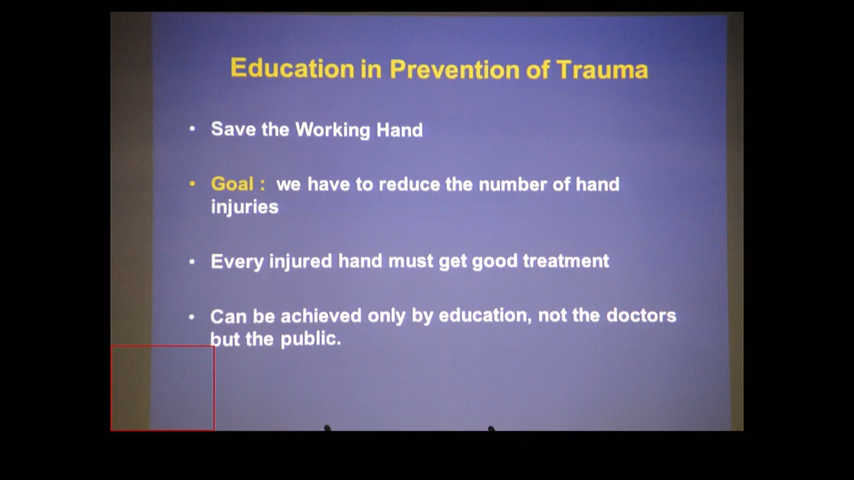 Education in Prevention of Trauma
• Save the Working Hand
• Goal : we have to reduce the number of hand
injuries
• Every injured hand must get good treatment
• Can be achieved only by education, not the doctors
but the public.